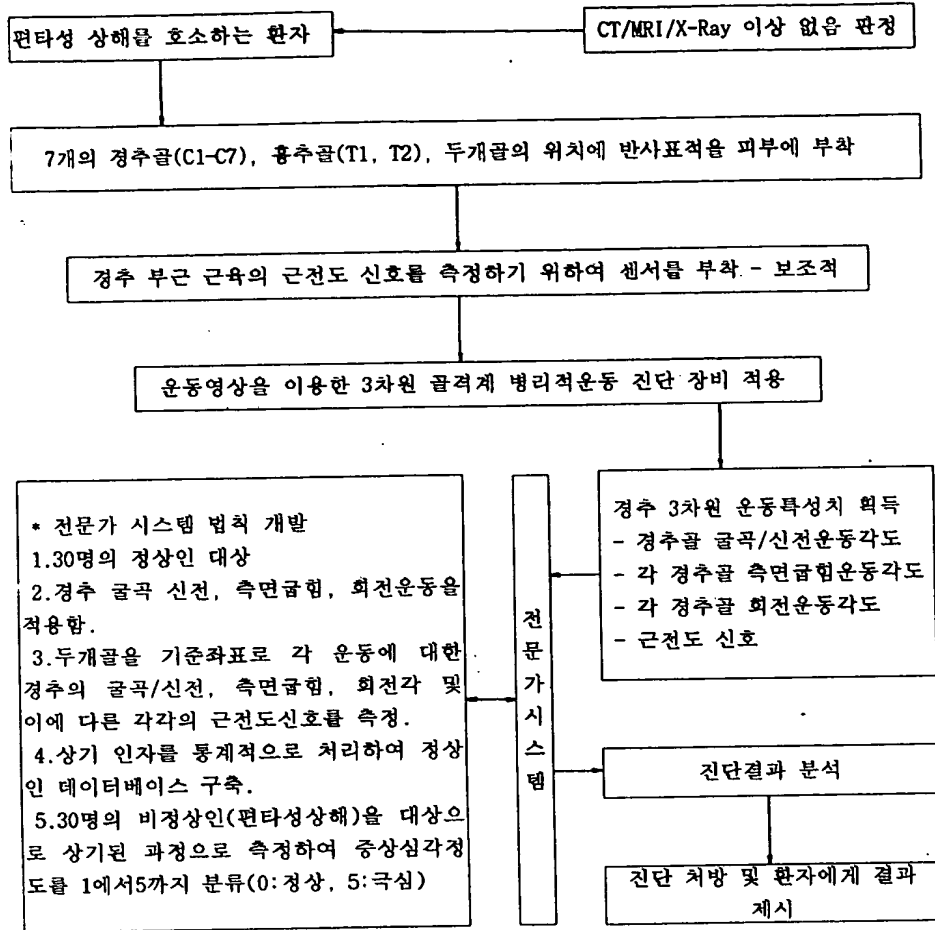 편타성 상해를 호소하는 환자
CT/MRI/X-Ray 이상 없음 판정
7개의 경추골(C1-C7), 흉추골(T1, T2), 두개골의 위치에 반사표적을 피부에 부착
경추 부근 근육의 근전도 신호를 측정하기 위하여 센서를 부착 - 보조적
운동영상을 이용한 3차원 골격계 병리적운동 진단 장비 적용
* 전문가 시스템 법칙 개발
1.30명의 정상인 대상
2.경추 굴곡 신전, 측면굽힘, 회전운동을
적용함.
3.두개골을 기준좌표로 각 운동에 대한
경추의 굴곡/신전, 측면굽힘, 회전각 및
이에 다른 각각의 근전도신호를 측정.
4.상기 인자를 통계적으로 처리하여 정상
인 데이터베이스 구축.
5.30명의 비정상인(편타성상해)을 대상으
로 상기된 과정으로 측정하여 증상심각정
도를 1에서5까지 분류(0:정상, 5:극심)
전
문
가
시
스
템
경추 3차원 운동특성치 획득
- 경추골 굴곡/신전운동각도
- 각 경추골 측면굽힘운동각도
- 각 경추골 회전운동각도
- 근전도 신호
진단결과 분석
진단 처방 및 환자에게 결과
제시